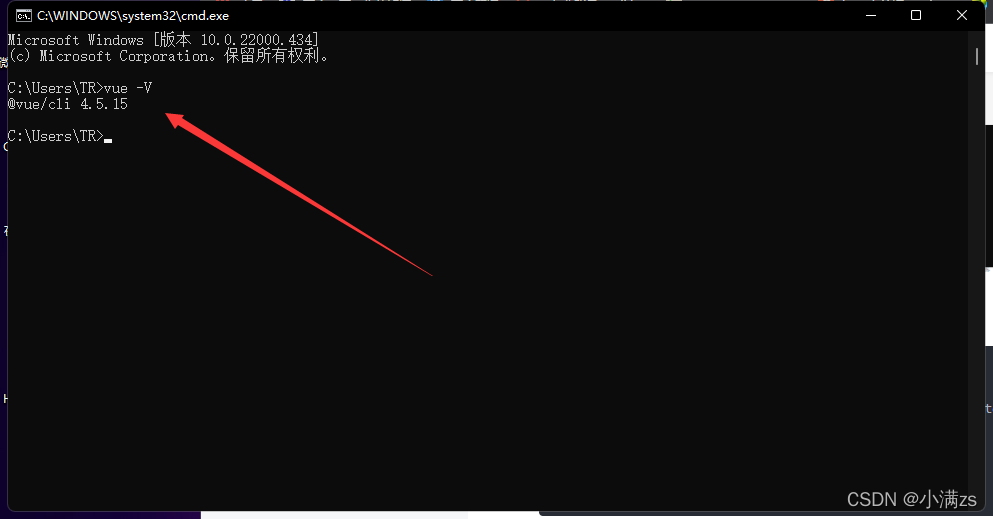 C:\WINDOWS\system32\cmd.exe
Microsoft Windows [版本 10.0.22000.434]
(c) Microsoft Corporation。保留所有权利。
C:\Users\TR>vue -V
@vue/cli 4.5.15
C:\Users\TR>
CSDN @小满zs